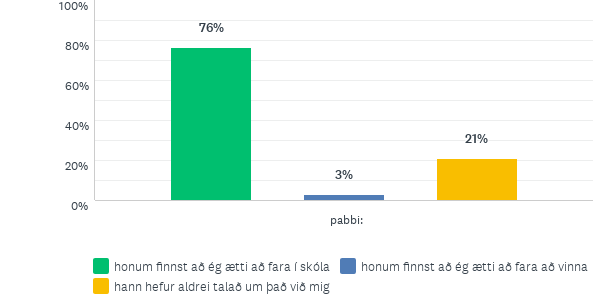 100%
76%
80%
60%
40%
21%
20%
3%
0%
pabbi:
honum finnst að ég ætti að fara í skóla
honum finnst að ég ætti að fara að vinna
hann hefur aldrei talað um það við mig